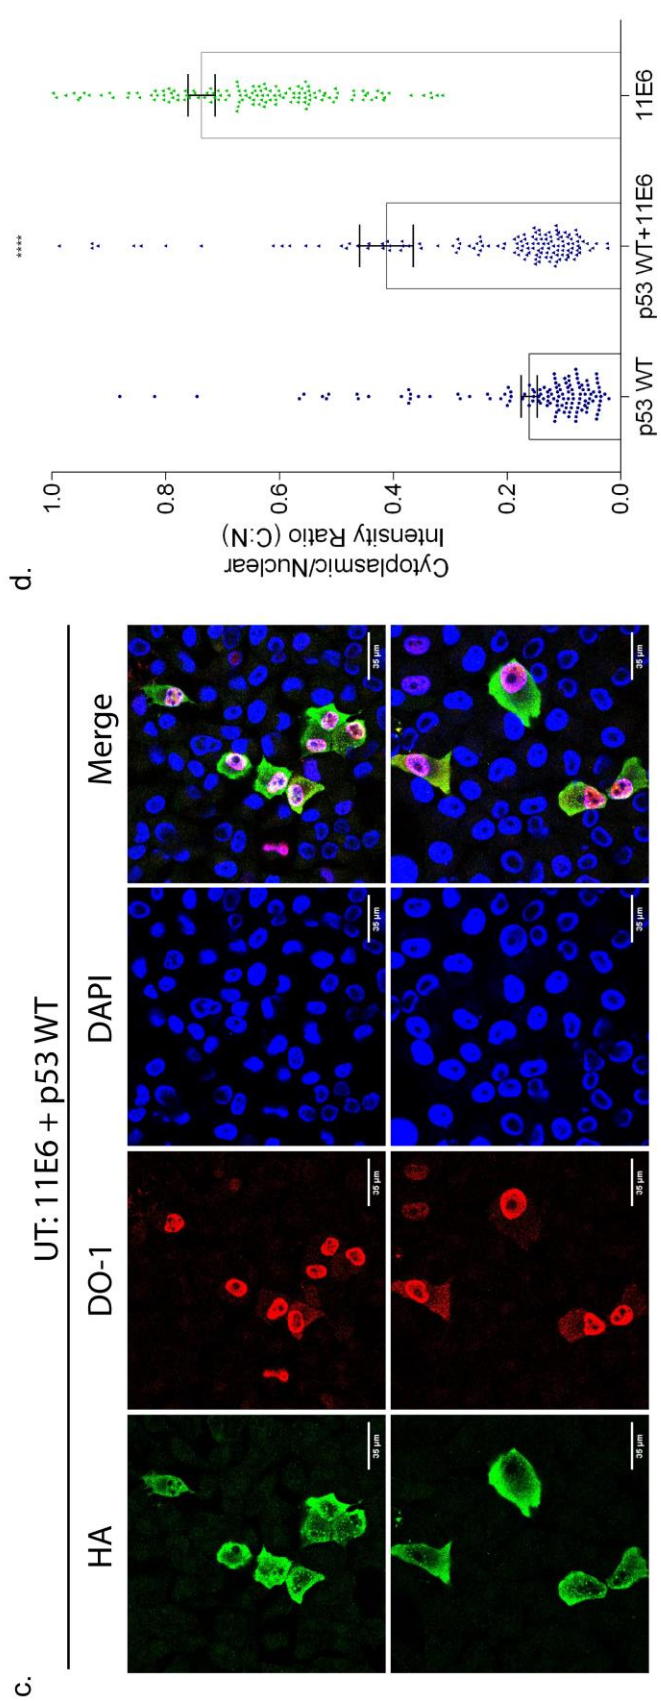 c.
UT: 11E6 + p53 WT
HA
DO-1
DAPI
Merge
35 µm
35 µm
35 µm
35 µm
35 µm
35 µm
35 µm
35 µm
d.
****
Cytoplasmic/Nuclear
Intensity Ratio (C:N)
1.0
0.8
0.6
0.4
0.2
0.0
p53 WT
p53 WT+11E6
11E6